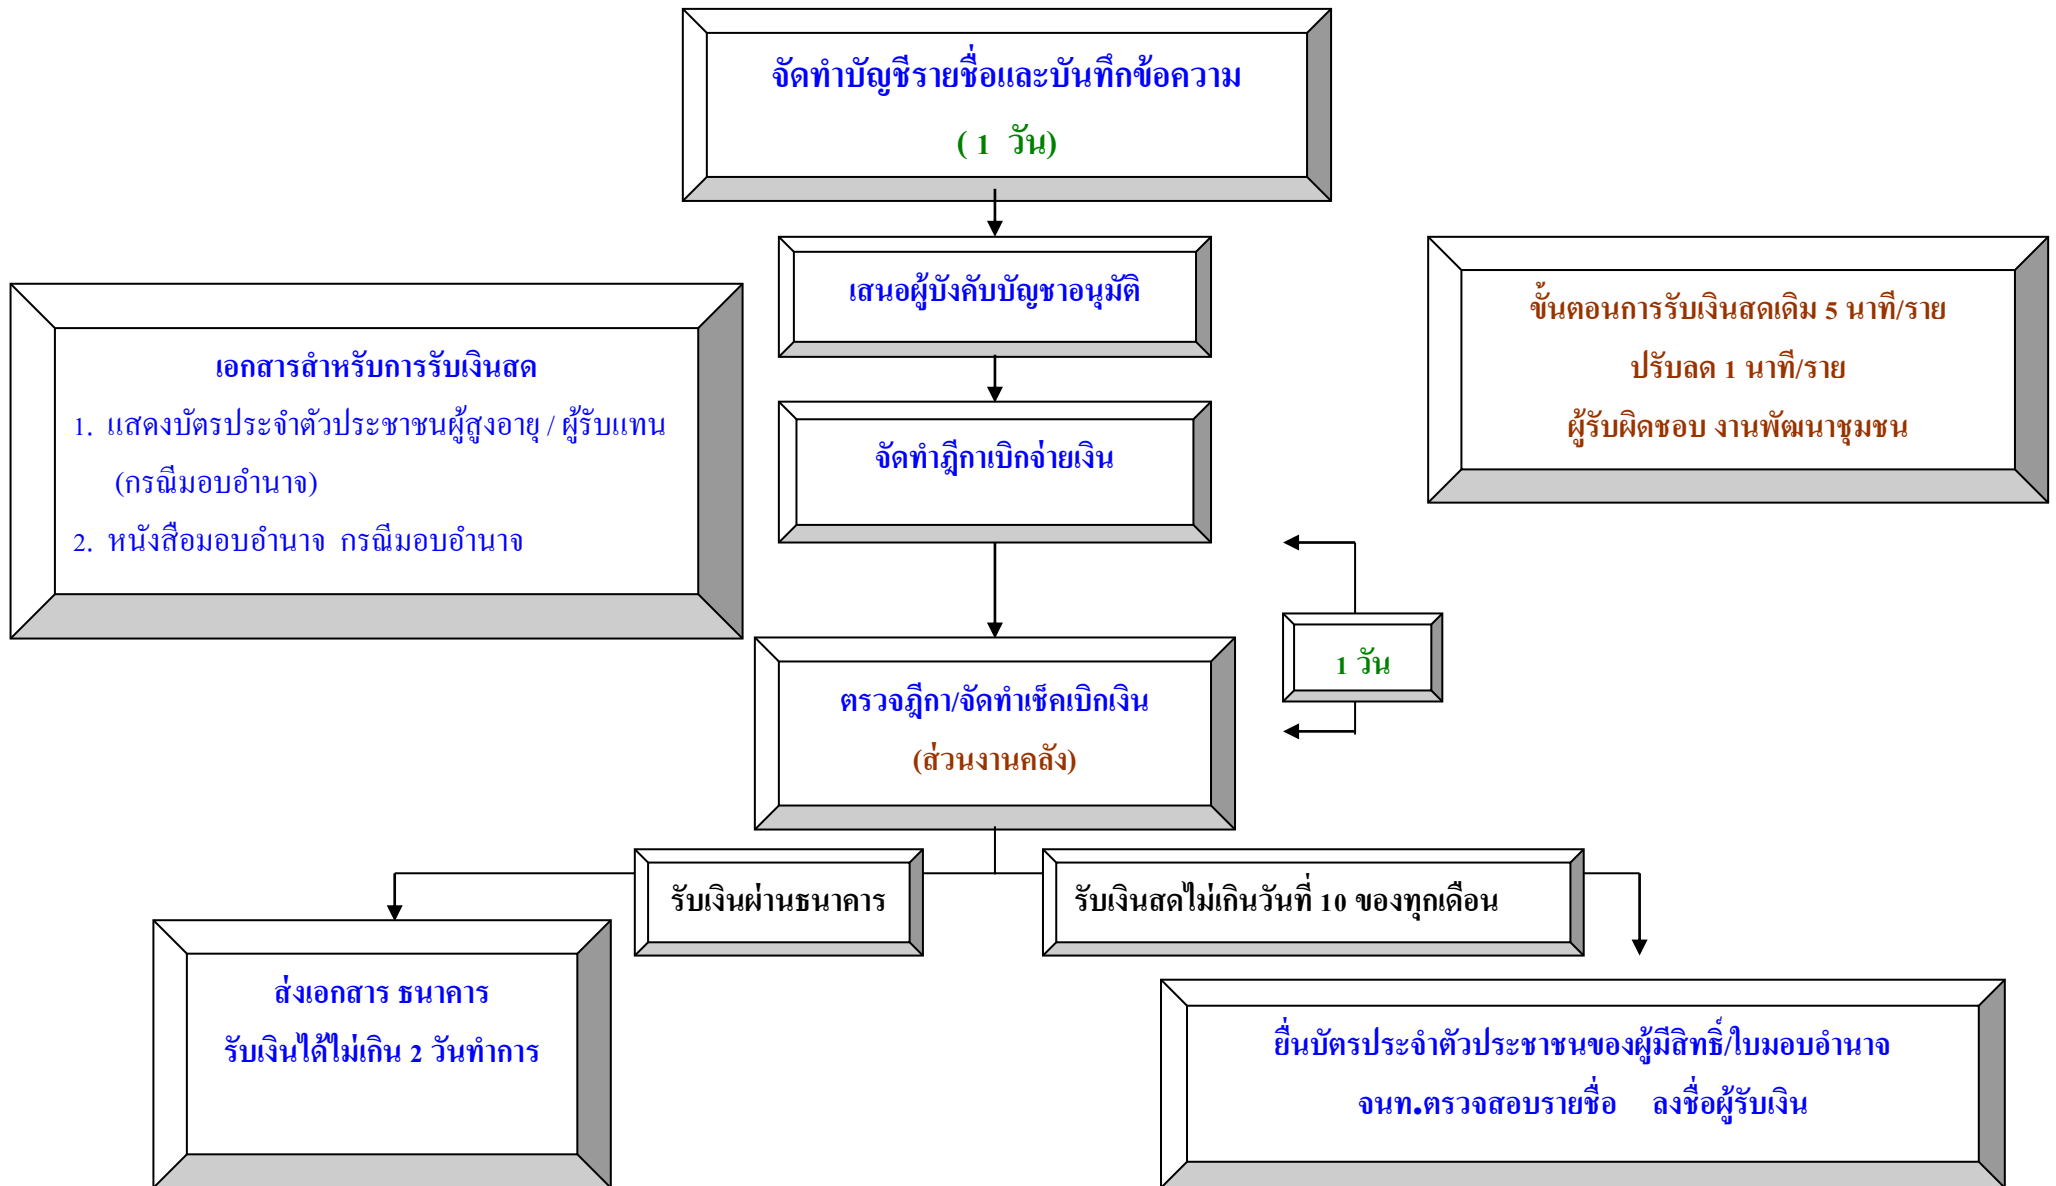 จัดทำบัญชีรายชื่อและบันทึกข้อความ
( 1 วัน)
เสนอผู้บังคับบัญชาอนุมัติ
ขั้นตอนการรับเงินสดเดิม 5 นาที/ราย
ปรับลด 1 นาที/ราย
ผู้รับผิดชอบ งานพัฒนาชุมชน
เอกสารสำหรับการรับเงินสด
1. แสดงบัตรประจำตัวประชาชนผู้สูงอายุ / ผู้รับแทน
(กรณีมอบอำนาจ)
2. หนังสือมอบอำนาจ กรณีมอบอำนาจ
จัดทำฎีกาเบิกจ่ายเงิน
1 วัน
ตรวจฎีกา/จัดทำเช็คเบิกเงิน
(ส่วนงานคลัง)
รับเงินผ่านธนาคาร
รับเงินสดไม่เกินวันที่ 10 ของทุกเดือน
ส่งเอกสาร ธนาคาร
รับเงินได้ไม่เกิน 2 วันทำการ
ยื่นบัตรประจำตัวประชาชนของผู้มีสิทธิ์/ใบมอบอำนาจ
จนท.ตรวจสอบรายชื่อ ลงชื่อผู้รับเงิน